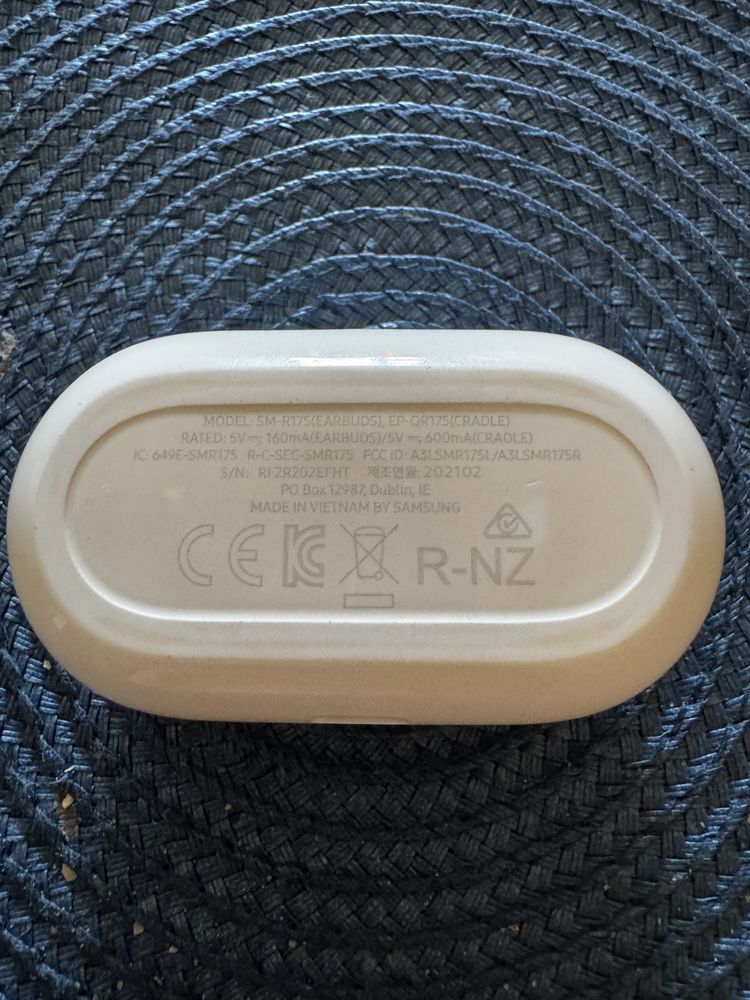 MODEL: SM-R175(EARBUDS), EP-QR175(CRADLE)
RATED: 5V⎓; 160mA(EARBUDS)/5V⎓; 600mA(CRADLE)
IC: 649E-SMR175 R-C-SEC-SMR175 FCC ID: A3LSMR175L/A3LSMR175R
S/N: RF2R202EFHT 제조연월: 202102
PO Box 12987, Dublin, IE
MADE IN VIETNAM BY SAMSUNG
CE KC R-NZ